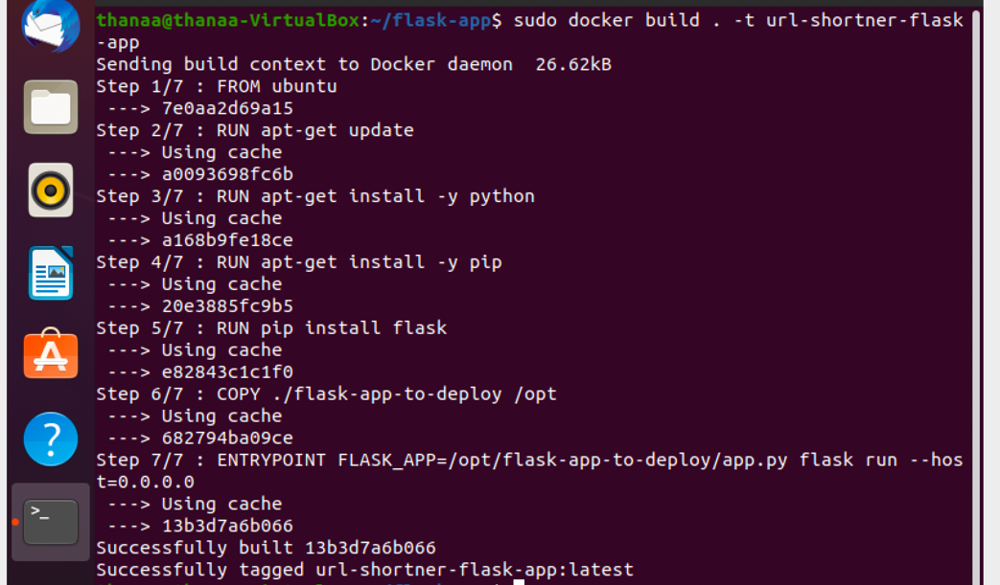 thanaa@thanaa-VirtualBox:~/flask-app$ sudo docker build . -t url-shortner-flask
-app
Sending build context to Docker daemon  26.62kB
Step 1/7 : FROM ubuntu
 ---> 7e0aa2d69a15
Step 2/7 : RUN apt-get update
 ---> Using cache
 ---> a0093698fc6b
Step 3/7 : RUN apt-get install -y python
 ---> Using cache
 ---> a168b9fe18ce
Step 4/7 : RUN apt-get install -y pip
 ---> Using cache
 ---> 20e3885fc9b5
Step 5/7 : RUN pip install flask
 ---> Using cache
 ---> e82843c1c1f0
Step 6/7 : COPY ./flask-app-to-deploy /opt
 ---> Using cache
 ---> 682794ba09ce
Step 7/7 : ENTRYPOINT FLASK_APP=/opt/flask-app-to-deploy/app.py flask run --hos
t=0.0.0.0
 ---> Using cache
 ---> 13b3d7a6b066
Successfully built 13b3d7a6b066
Successfully tagged url-shortner-flask-app:latest